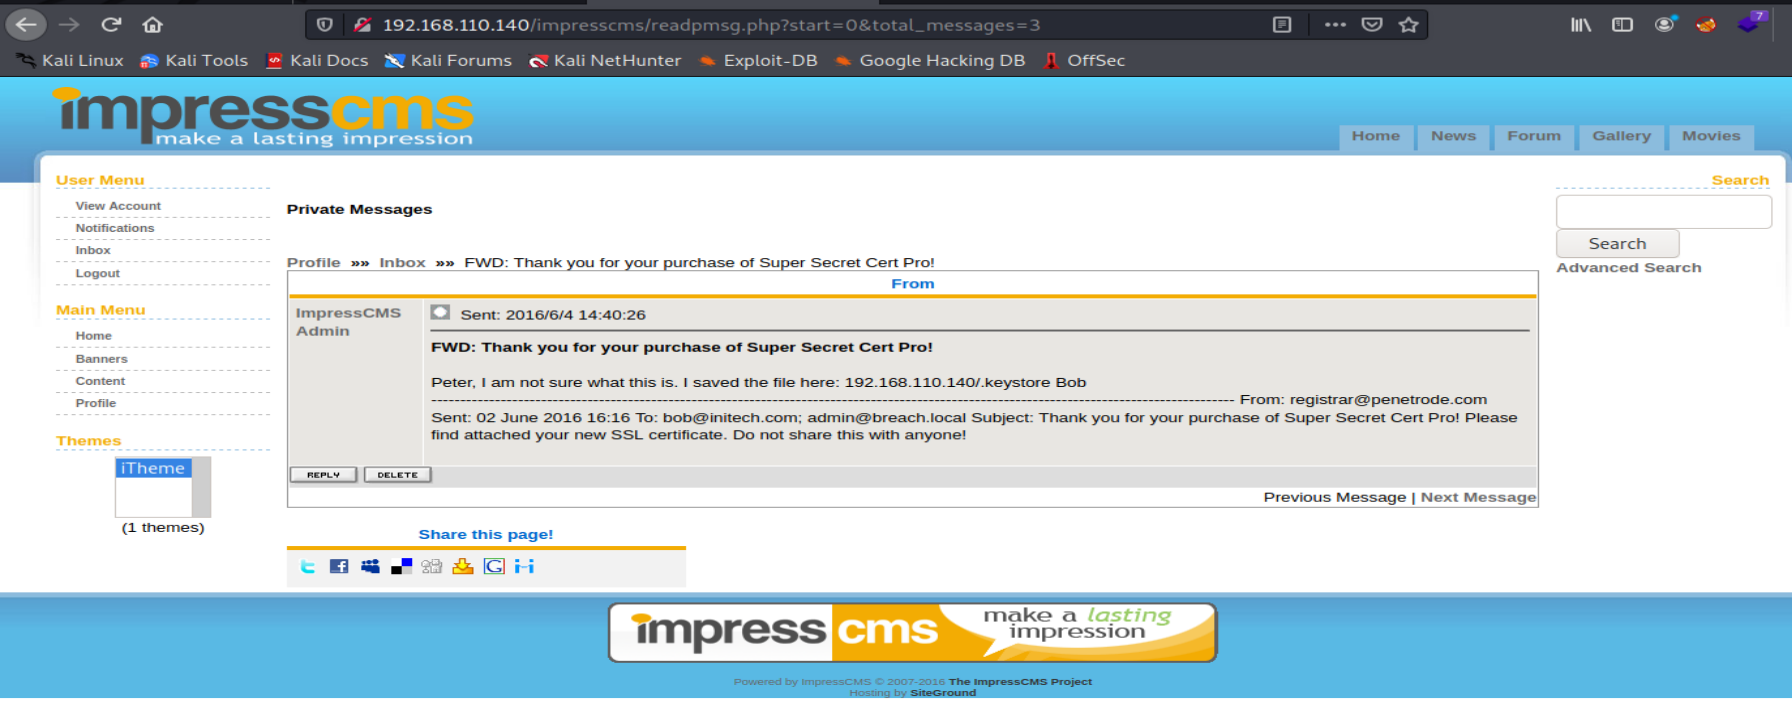 192.168.110.140/impresscms/readpmsg.php?start=0&total_messages=3
7
Kali Linux Kali Tools Kali Docs Kali Forums Kali NetHunter Exploit-DB Google Hacking DB OffSec
impresscms
make a lasting impression
Home News Forum Gallery Movies
User Menu
View Account
Notifications
Inbox
Logout
Main Menu
Home
Banners
Content
Profile
Themes
iTheme
(1 themes)
Private Messages
Profile »» Inbox »» FWD: Thank you for your purchase of Super Secret Cert Pro!
From
ImpressCMS
Admin
Sent: 2016/6/4 14:40:26
FWD: Thank you for your purchase of Super Secret Cert Pro!
Peter, I am not sure what this is. I saved the file here: 192.168.110.140/.keystore Bob
---------------------------------------------------------------------------------------------------------------------------------------- From: registrar@penetrode.com
Sent: 02 June 2016 16:16 To: bob@initech.com; admin@breach.local Subject: Thank you for your purchase of Super Secret Cert Pro! Please
find attached your new SSL certificate. Do not share this with anyone!
REPLY DELETE
Previous Message | Next Message
Share this page!
Search
Search
Advanced Search
impresscms
make a lasting
impression
Powered by ImpressCMS © 2007-2016 The ImpressCMS Project
Hosting by SiteGround